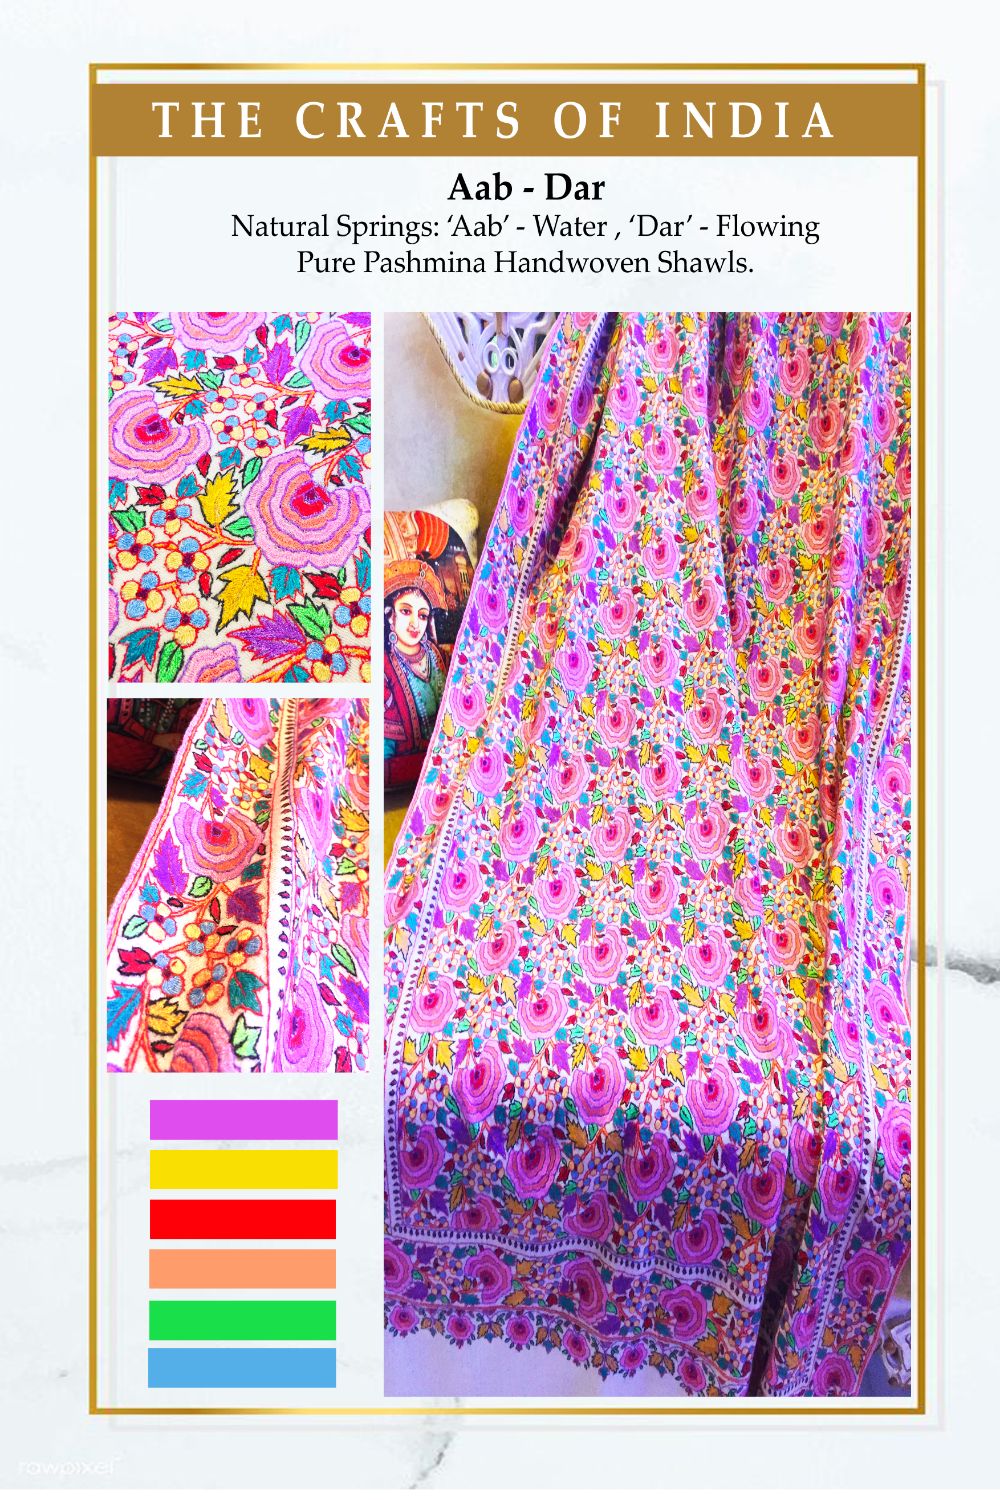 THE CRAFTS OF INDIA
Aab - Dar
Natural Springs: ‘Aab’ - Water , ‘Dar’ - Flowing
Pure Pashmina Handwoven Shawls.
rawpixel